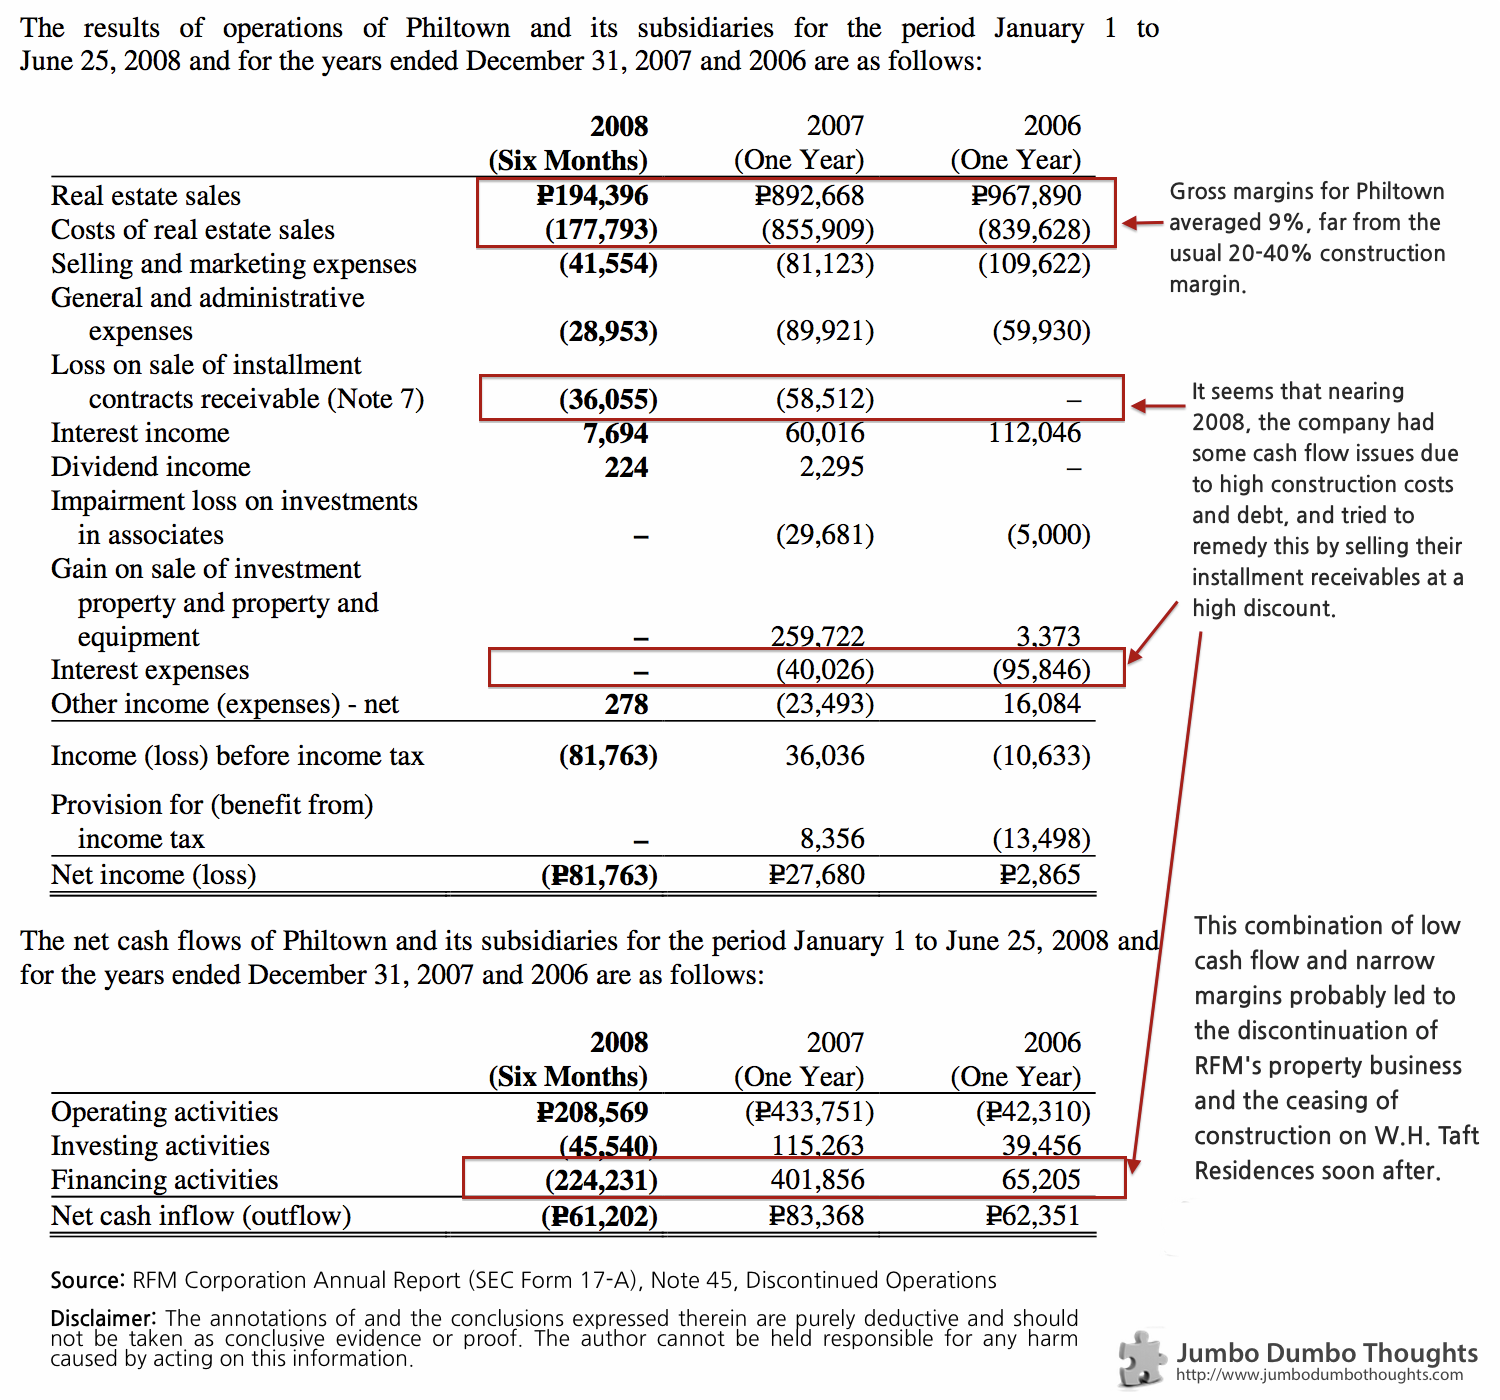 The results of operations of Philtown and its subsidiaries for the period January 1 to
June 25, 2008 and for the years ended December 31, 2007 and 2006 are as follows:
2008 2007 2006
(Six Months) (One Year) (One Year)
Real estate sales ₱194,396 ₱892,668 ₱967,890
Costs of real estate sales (177,793) (855,909) (839,628)
Selling and marketing expenses (41,554) (81,123) (109,622)
General and administrative
expenses (28,953) (89,921) (59,930)
Loss on sale of installment
contracts receivable (Note 7) (36,055) (58,512) –
Interest income 7,694 60,016 112,046
Dividend income 224 2,295 –
Impairment loss on investments
in associates – (29,681) (5,000)
Gain on sale of investment
property and property and
equipment – 259,722 3,373
Interest expenses – (40,026) (95,846)
Other income (expenses) - net 278 (23,493) 16,084
Income (loss) before income tax (81,763) 36,036 (10,633)
Provision for (benefit from)
income tax – 8,356 (13,498)
Net income (loss) (₱81,763) ₱27,680 ₱2,865
Gross margins for Philtown
averaged 9%, far from the
usual 20-40% construction
margin.
It seems that nearing
2008, the company had
some cash flow issues due
to high construction costs
and debt, and tried to
remedy this by selling their
installment receivables at a
high discount.
The net cash flows of Philtown and its subsidiaries for the period January 1 to June 25, 2008 and
for the years ended December 31, 2007 and 2006 are as follows:
2008 2007 2006
(Six Months) (One Year) (One Year)
Operating activities ₱208,569 (₱433,751) (₱42,310)
Investing activities (45,540) 115,263 39,456
Financing activities (224,231) 401,856 65,205
Net cash inflow (outflow) (₱61,202) ₱83,368 ₱62,351
This combination of low
cash flow and narrow
margins probably led to
the discontinuation of
RFM's property business
and the ceasing of
construction on W.H. Taft
Residences soon after.
Source: RFM Corporation Annual Report (SEC Form 17-A), Note 45, Discontinued Operations
Disclaimer: The annotations of and the conclusions expressed therein are purely deductive and should
not be taken as conclusive evidence or proof. The author cannot be held responsible for any harm
caused by acting on this information.
Jumbo Dumbo Thoughts
http://www.jumbodumbothoughts.com